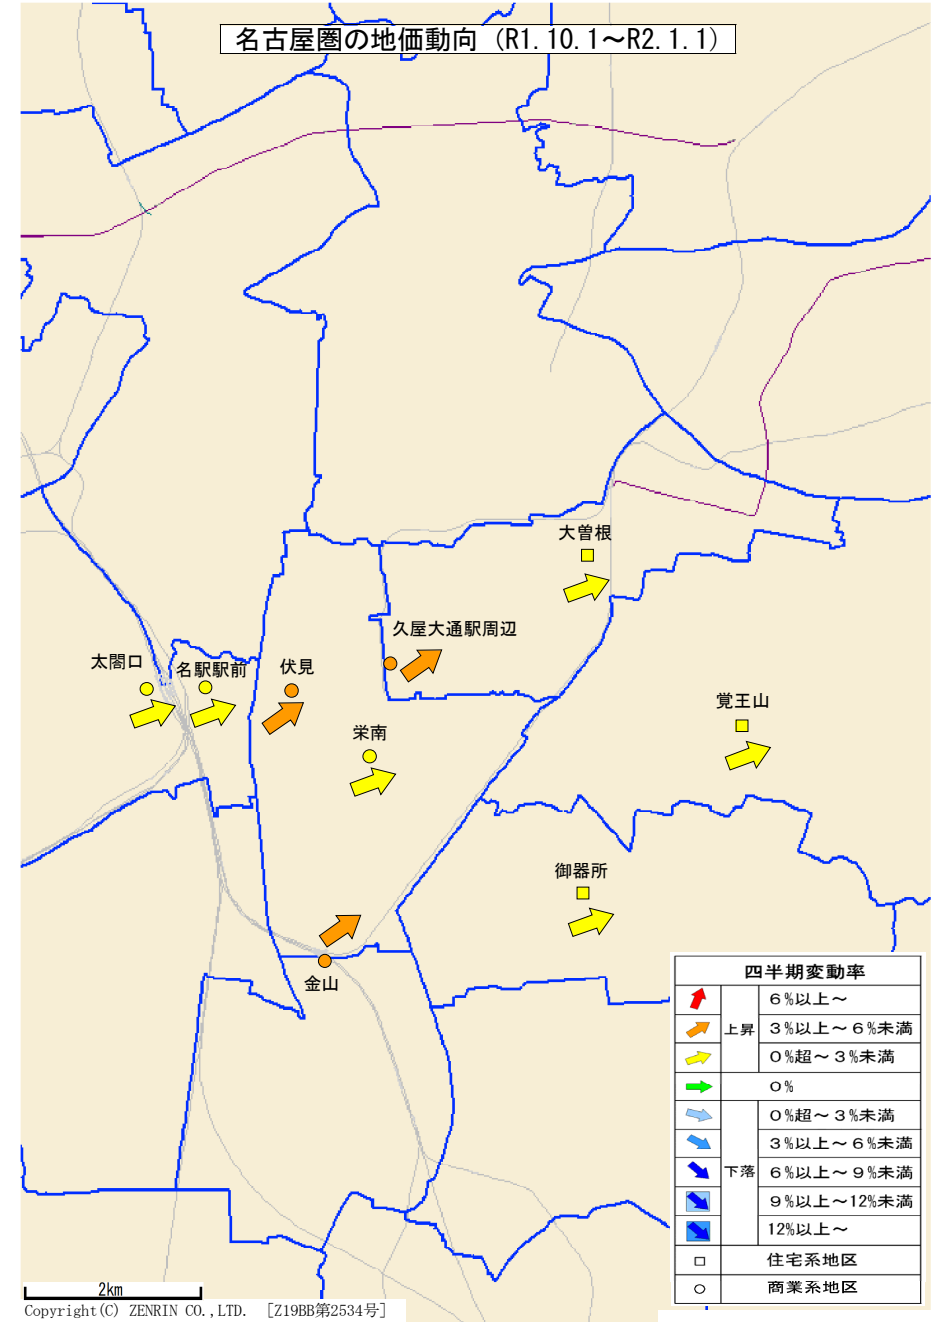 名古屋圏の地価動向（R1.10.1～R2.1.1）
大曽根
久屋大通駅周辺
太閤口
名駅駅前
伏見
栄南
覚王山
御器所
金山
四半期変動率
上昇
6%以上～
3%以上～6%未満
0%超～3%未満
0%
下落
0%超～3%未満
3%以上～6%未満
6%以上～9%未満
9%以上～12%未満
12%以上～
住宅系地区
商業系地区
2km
Copyright(C) ZENRIN CO.,LTD. [Z19BB第2534号]